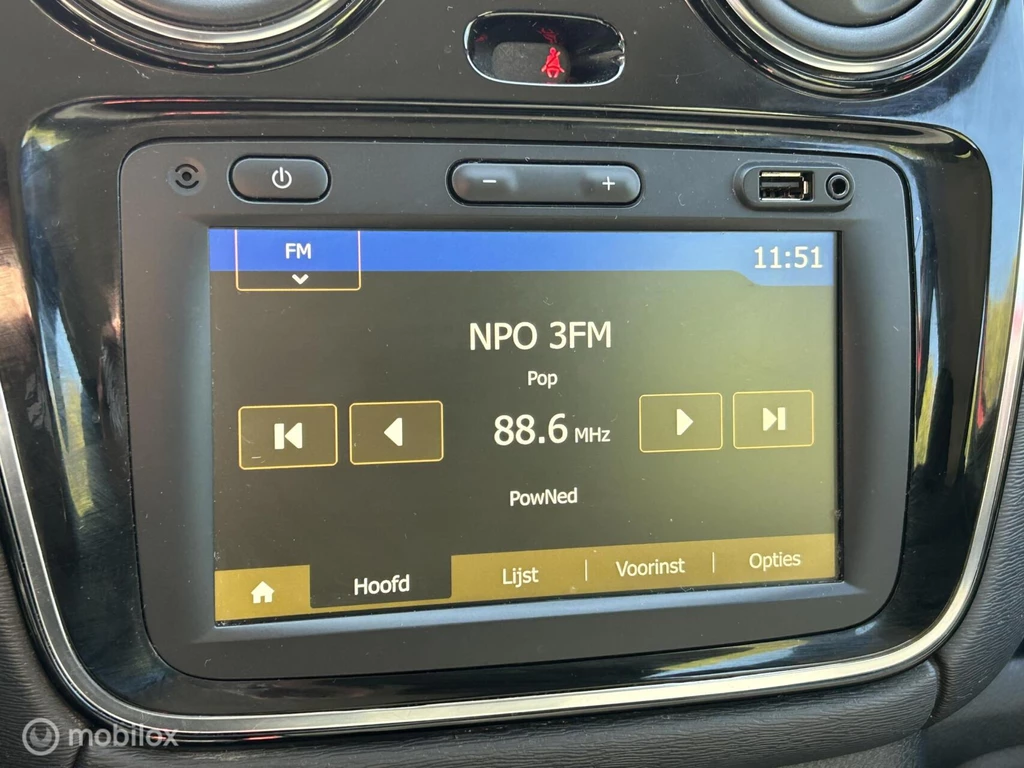 FM
11:51
NPO 3FM
Pop
88.6 MHz
PowNed
Hoofd
Lijst
Voorinst
Opties
mobilox